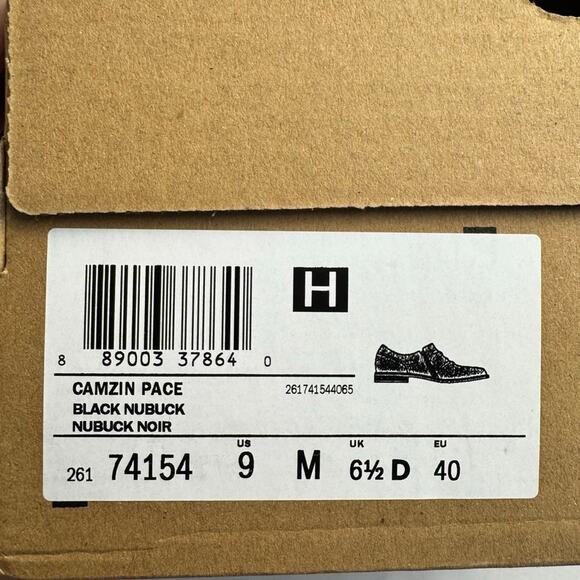 H
8 89003 37864 0
CAMZIN PACE 261741544065
BLACK NUBUCK
NUBUCK NOIR
US UK EU
261 74154 9 M 6½ D 40